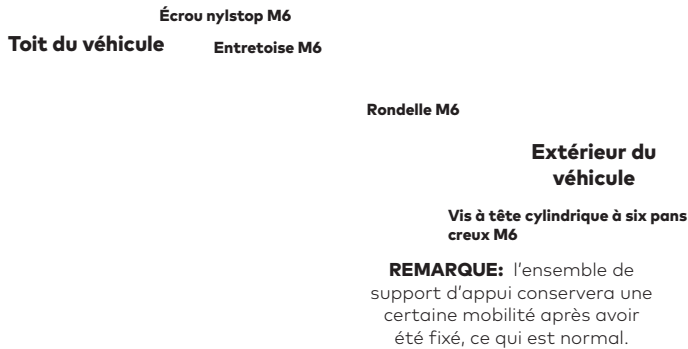 Écrou nylstop M6
Toit du véhicule
Entretoise M6
Rondelle M6
Extérieur du
véhicule
Vis à tête cylindrique à six pans
creux M6
REMARQUE: l'ensemble de
support d'appui conservera une
certaine mobilité après avoir
été fixé, ce qui est normal.